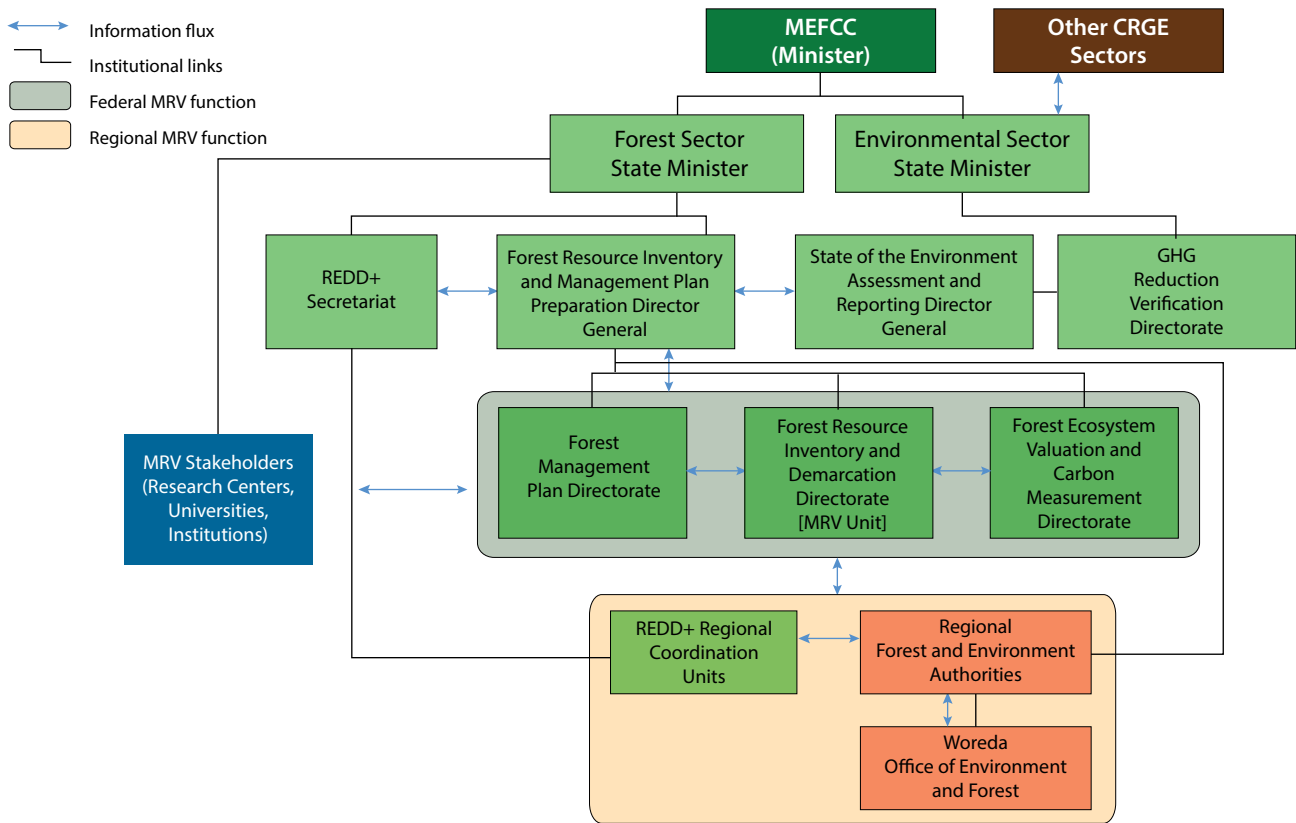 Information flux
Institutional links
Federal MRV function
Regional MRV function
MEFCC
(Minister)
Other CRGE
Sectors
Forest Sector
State Minister
Environmental Sector
State Minister
REDD+
Secretariat
Forest Resource Inventory
and Management Plan
Preparation Director
General
State of the Environment
Assessment and
Reporting Director
General
GHG
Reduction
Verification
Directorate
MRV Stakeholders
(Research Centers,
Universities,
Institutions)
Forest
Management
Plan Directorate
Forest Resource
Inventory and
Demarcation
Directorate
[MRV Unit]
Forest Ecosystem
Valuation and
Carbon
Measurement
Directorate
REDD+ Regional
Coordination
Units
Regional
Forest and Environment
Authorities
Woreda
Office of Environment
and Forest